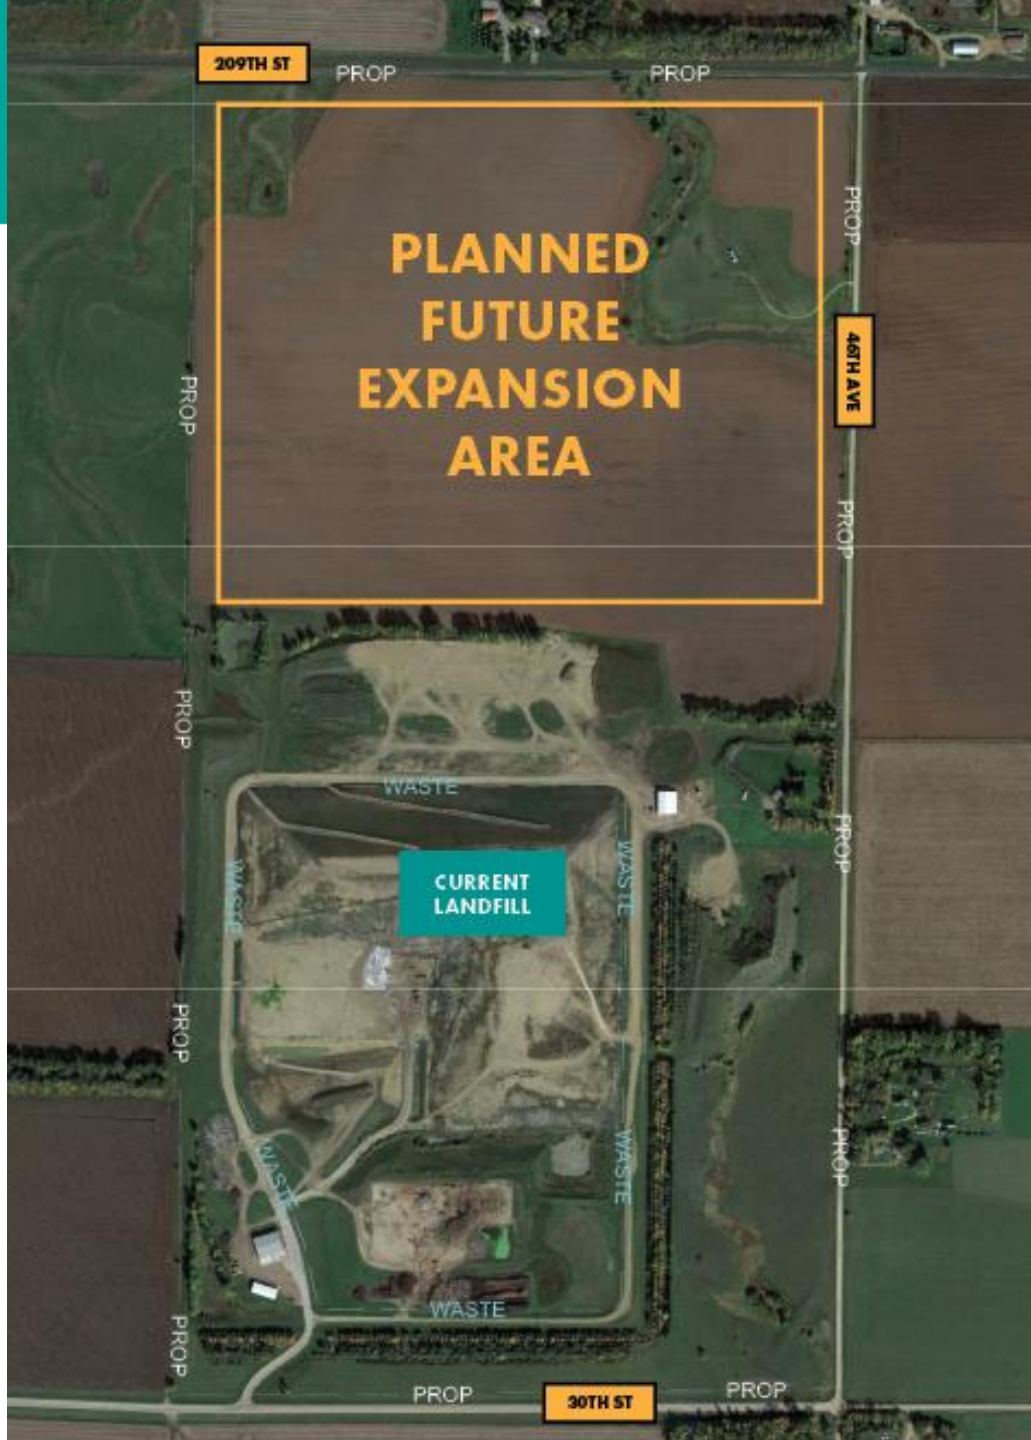 209TH ST
PROP
PROP
PROP
PLANNED
FUTURE
EXPANSION
AREA
46TH AVE
PROP
PROP
PROP
WASTE
PROP
WASTE
WASTE
CURRENT
LANDFILL
PROP
WASTE
WASTE
PROP
WASTE
PROP
PROP
30TH ST
PROP